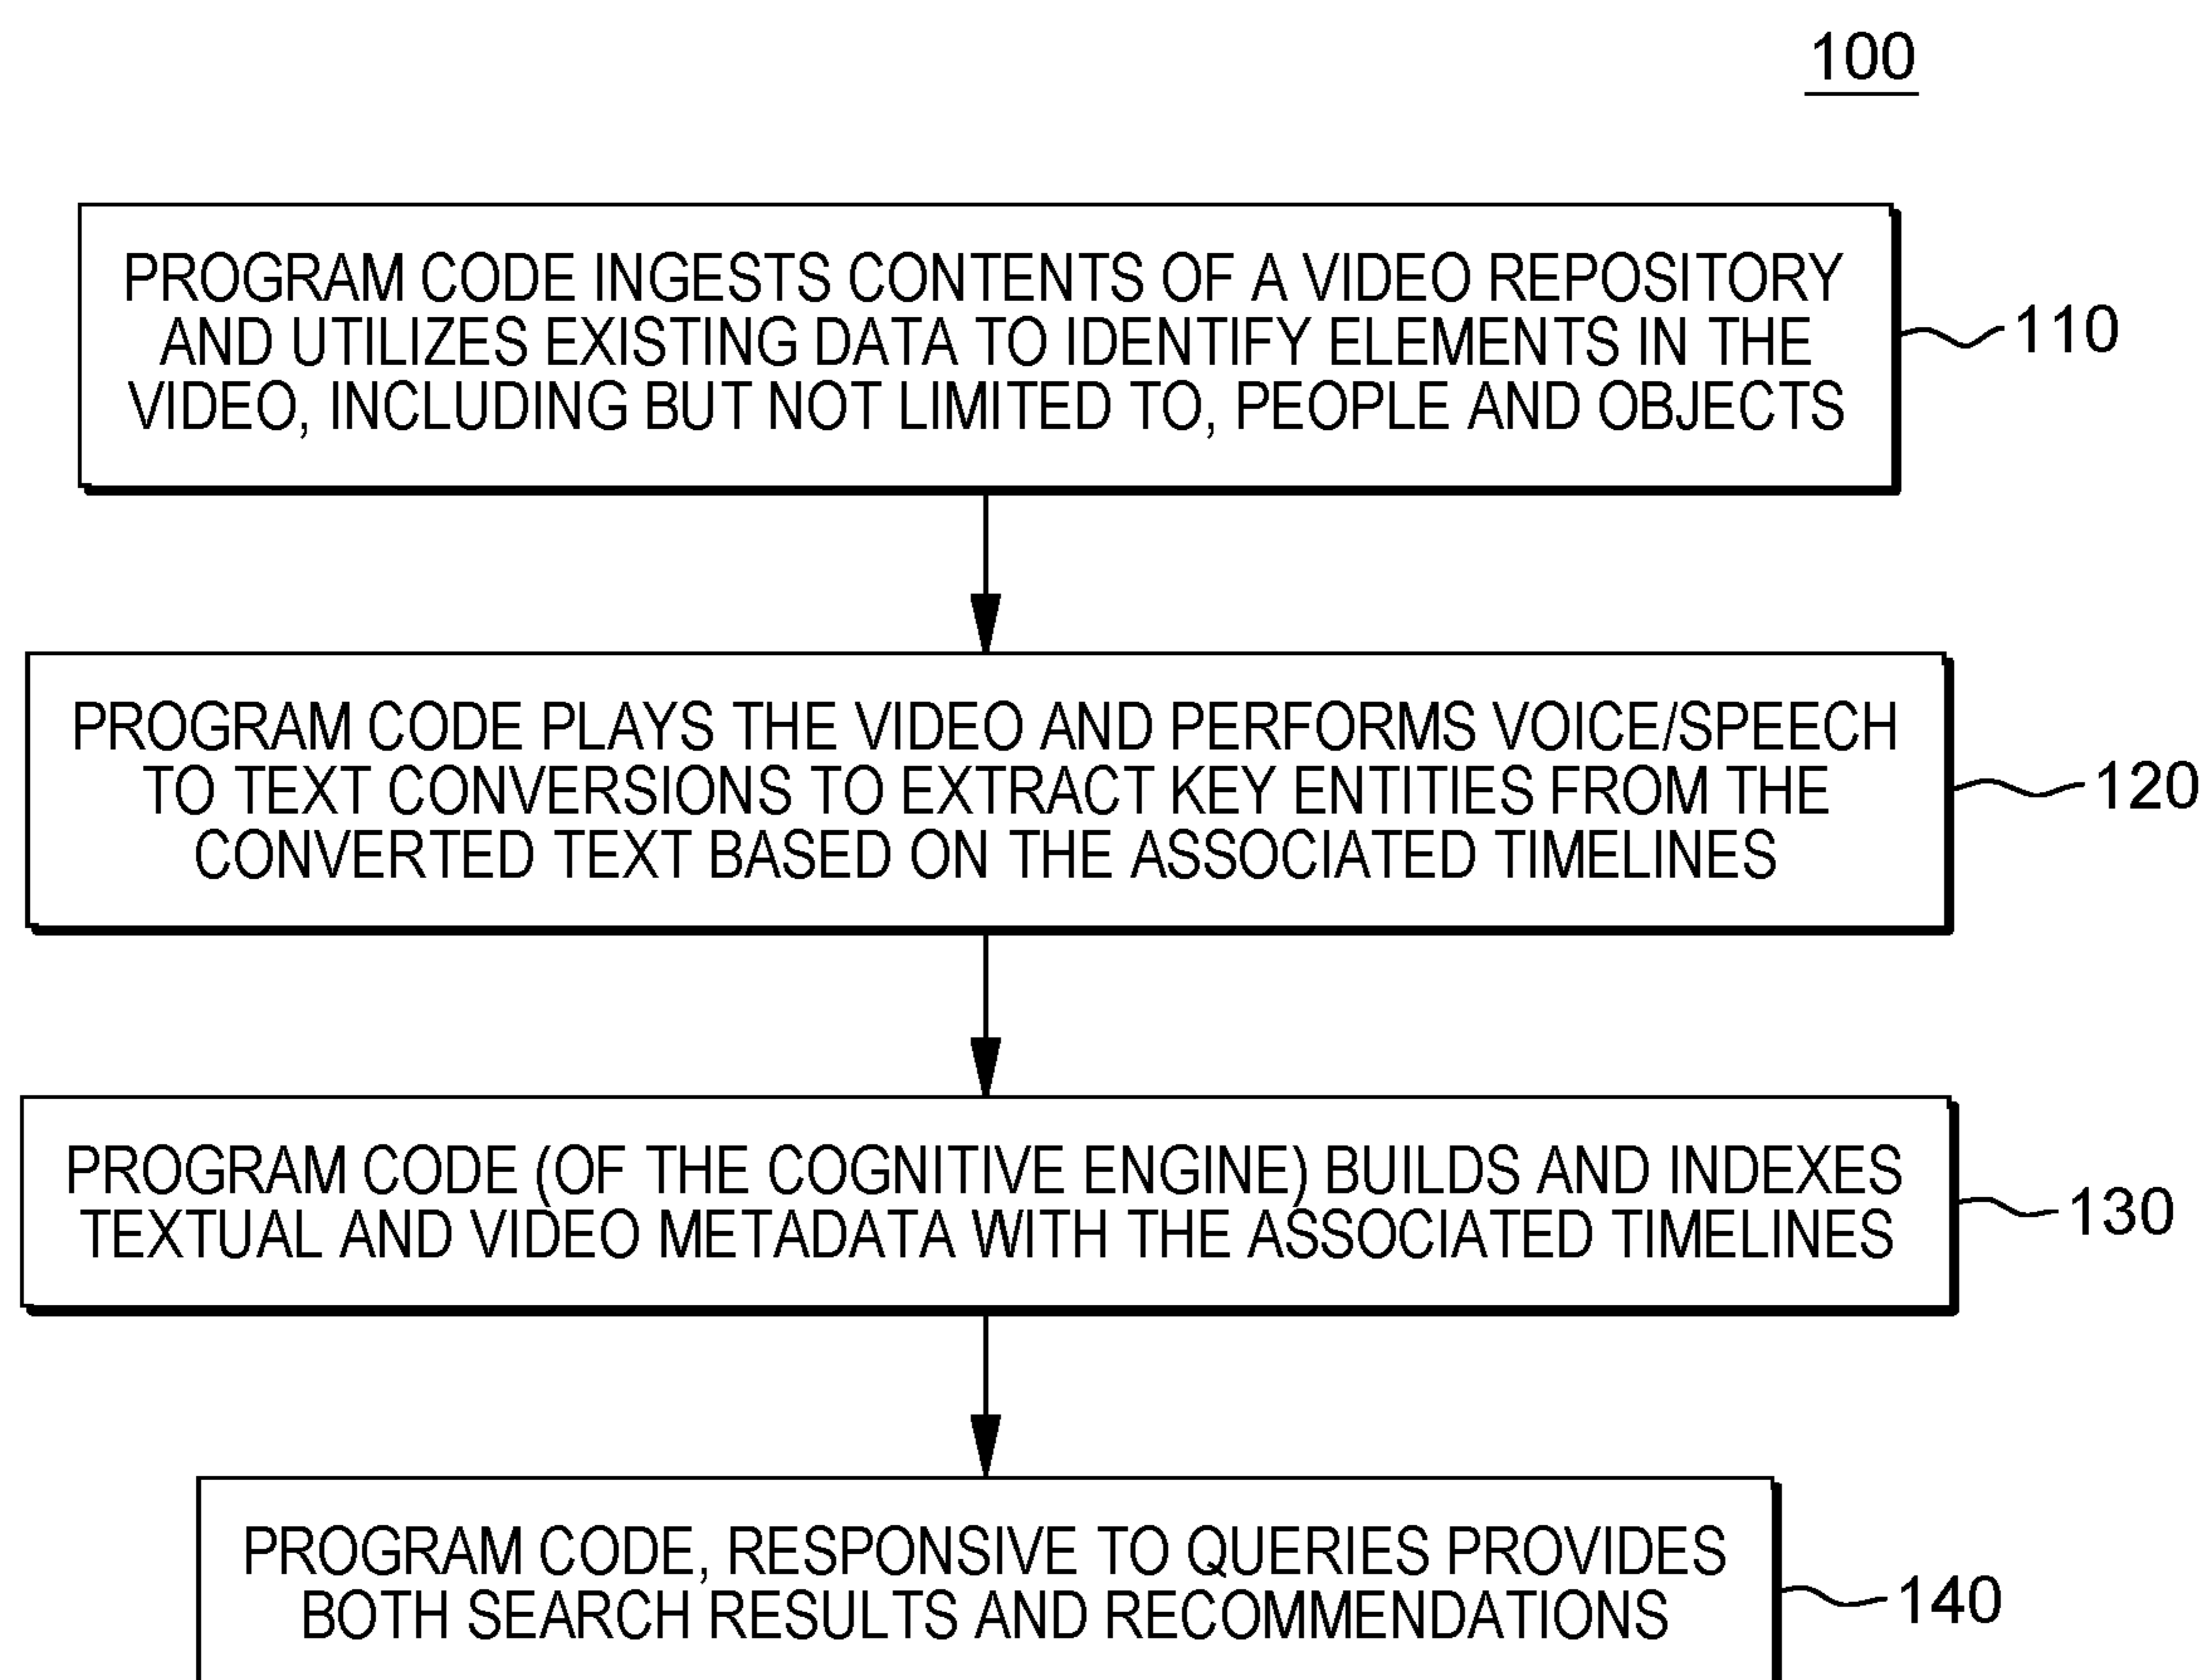 100
PROGRAM CODE INGESTS CONTENTS OF A VIDEO REPOSITORY
AND UTILIZES EXISTING DATA TO IDENTIFY ELEMENTS IN THE
VIDEO, INCLUDING BUT NOT LIMITED TO, PEOPLE AND OBJECTS
110
PROGRAM CODE PLAYS THE VIDEO AND PERFORMS VOICE/SPEECH
TO TEXT CONVERSIONS TO EXTRACT KEY ENTITIES FROM THE
CONVERTED TEXT BASED ON THE ASSOCIATED TIMELINES
120
PROGRAM CODE (OF THE COGNITIVE ENGINE) BUILDS AND INDEXES
TEXTUAL AND VIDEO METADATA WITH THE ASSOCIATED TIMELINES
130
PROGRAM CODE, RESPONSIVE TO QUERIES PROVIDES
BOTH SEARCH RESULTS AND RECOMMENDATIONS
140